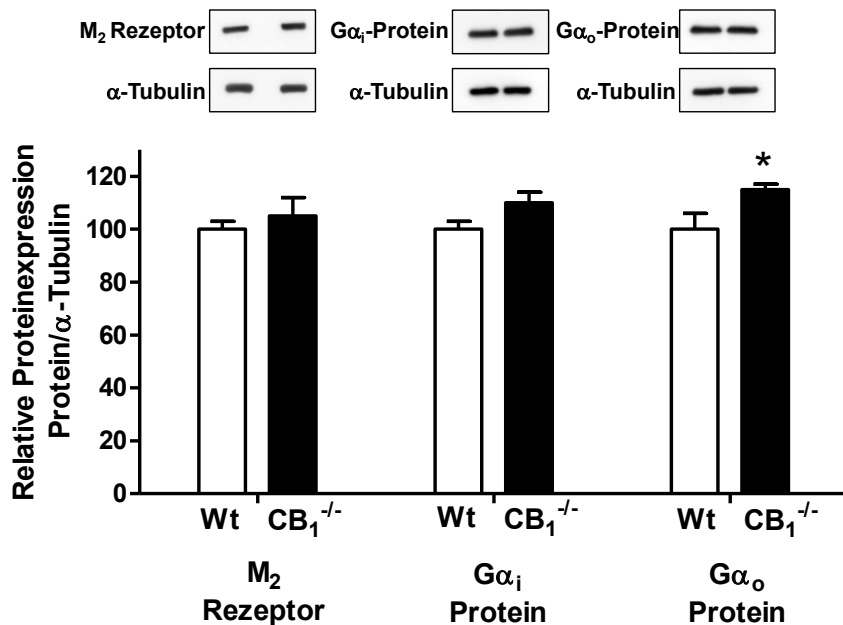 M₂ Rezeptor
Gαᵢ-Protein
Gαₒ-Protein
α-Tubulin
α-Tubulin
α-Tubulin
Relative Proteinexpression
Protein/α-Tubulin
120
100
80
60
40
20
0
*
Wt CB₁⁻/⁻ Wt CB₁⁻/⁻ Wt CB₁⁻/⁻
M₂
Rezeptor
Gαᵢ
Protein
Gαₒ
Protein